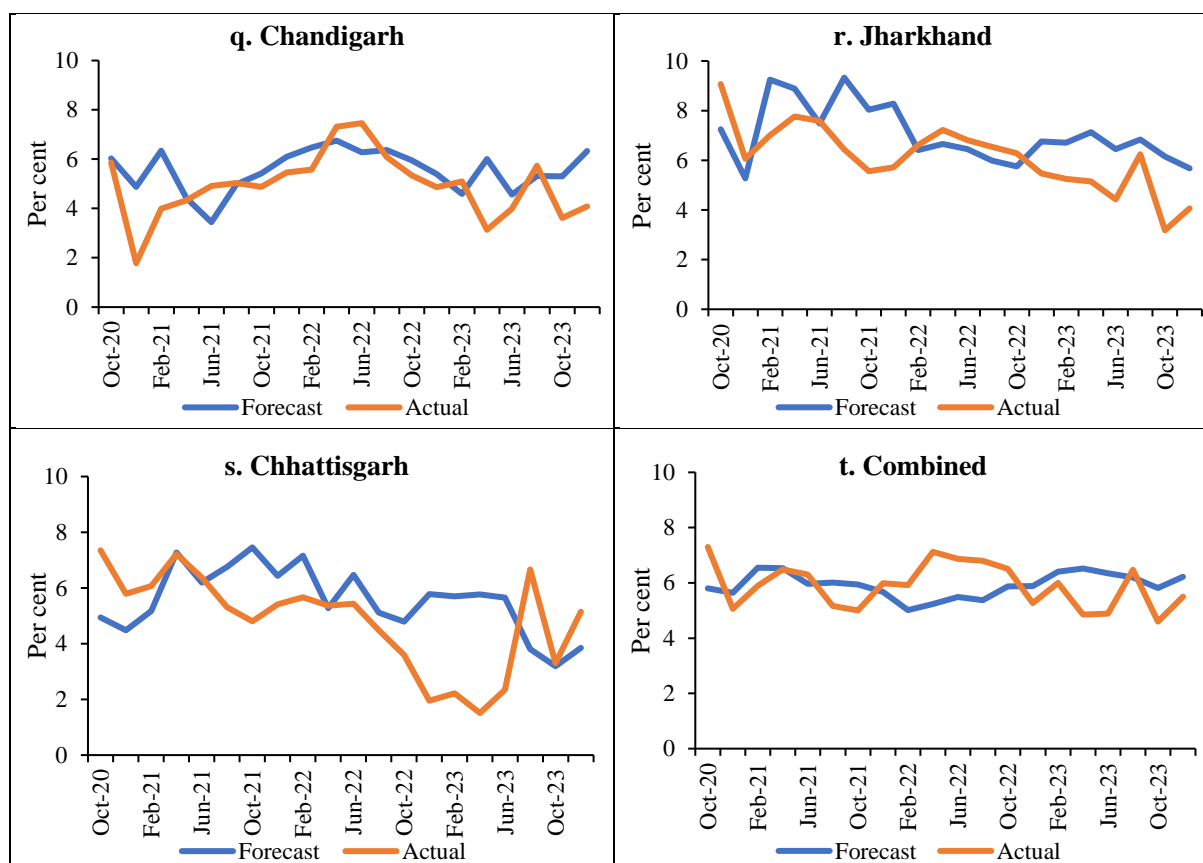 q. Chandigarh
10
8
6
4
2
0
Per cent
Oct-20
Feb-21
Jun-21
Oct-21
Feb-22
Jun-22
Oct-22
Feb-23
Jun-23
Oct-23
Forecast Actual
r. Jharkhand
10
8
6
4
2
0
Per cent
Oct-20
Feb-21
Jun-21
Oct-21
Feb-22
Jun-22
Oct-22
Feb-23
Jun-23
Oct-23
Forecast Actual
s. Chhattisgarh
10
8
6
4
2
0
Per cent
Oct-20
Feb-21
Jun-21
Oct-21
Feb-22
Jun-22
Oct-22
Feb-23
Jun-23
Oct-23
Forecast Actual
t. Combined
10
8
6
4
2
0
Per cent
Oct-20
Feb-21
Jun-21
Oct-21
Feb-22
Jun-22
Oct-22
Feb-23
Jun-23
Oct-23
Forecast Actual